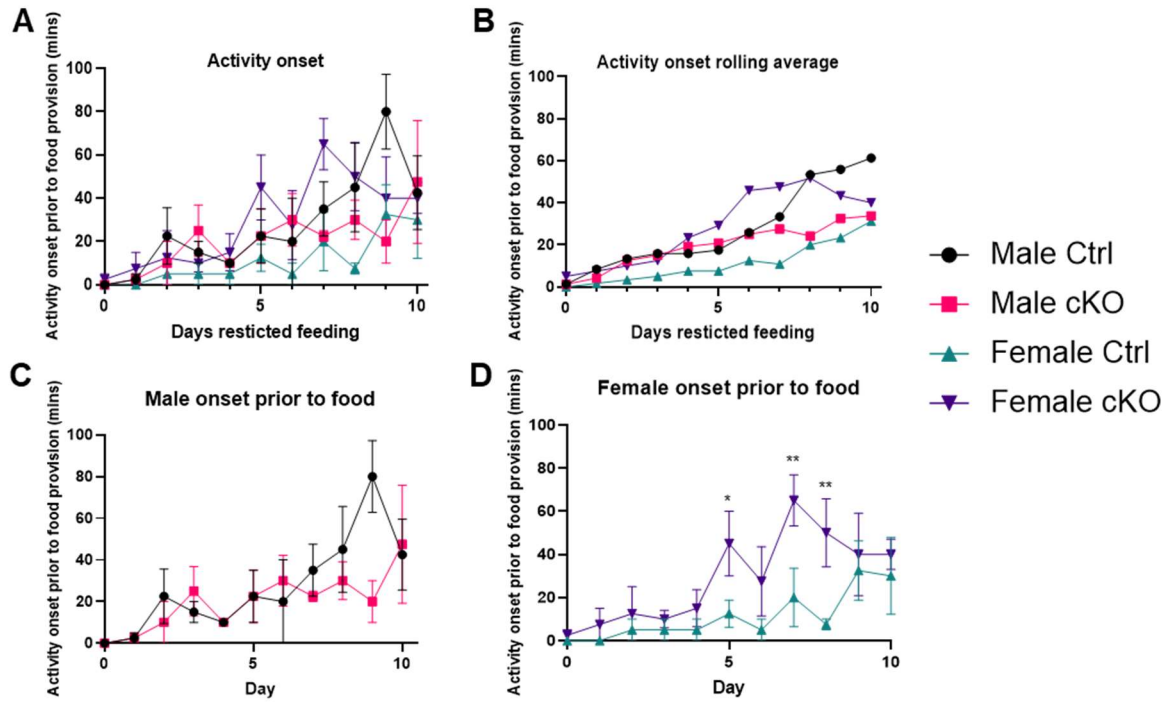 A
Activity onset
Activity onset prior to food provision (mins)
100
80
60
40
20
0
0
5
10
Days resticted feeding
B
Activity onset rolling average
Activity onset prior to food provision (mins)
100
80
60
40
20
0
0
5
10
Days resticted feeding
Male Ctrl
Male cKO
Female Ctrl
Female cKO
C
Male onset prior to food
Activity onset prior to food provision (mins)
100
80
60
40
20
0
0
5
10
Day
D
Female onset prior to food
Activity onset prior to food provision (mins)
100
80
60
40
20
0
*
**
**
0
5
10
Day